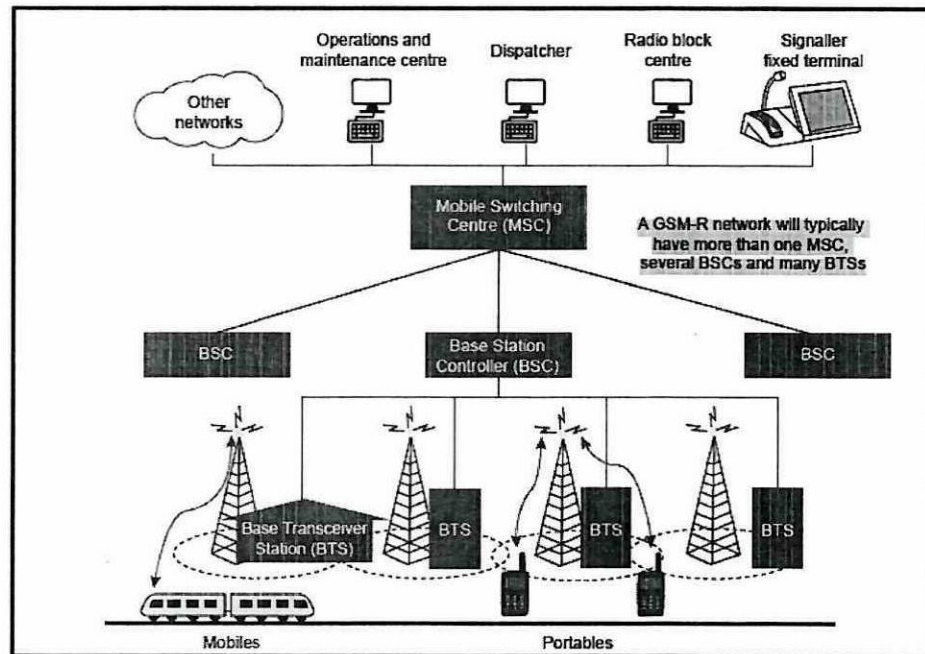 Operations and
maintenance centre
Dispatcher
Radio block
centre
Signaller
fixed terminal
Other
networks
Mobile Switching
Centre (MSC)
A GSM-R network will typically
have more than one MSC,
several BSCs and many BTSs
BSC
Base Station
Controller (BSC)
BSC
Base Transceiver
Station (BTS)
BTS
BTS
BTS
Mobiles
Portables